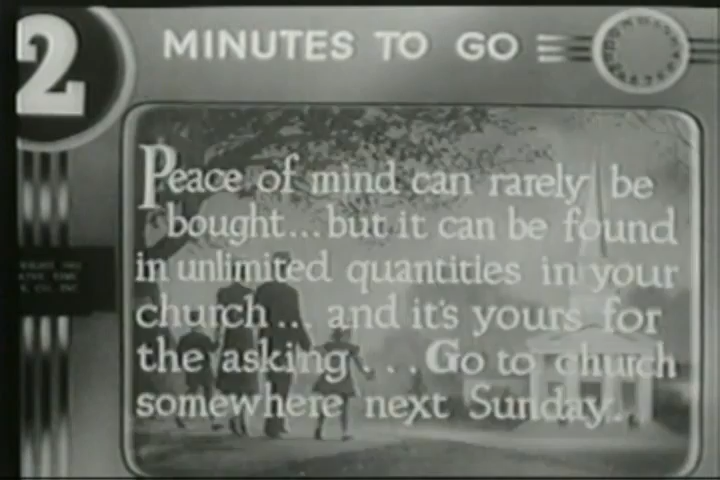 2 MINUTES TO GO
Peace of mind can rarely be
bought...but it can be found
in unlimited quantities in your
church... and it's yours for
the asking. . . Go to church
somewhere next Sunday.